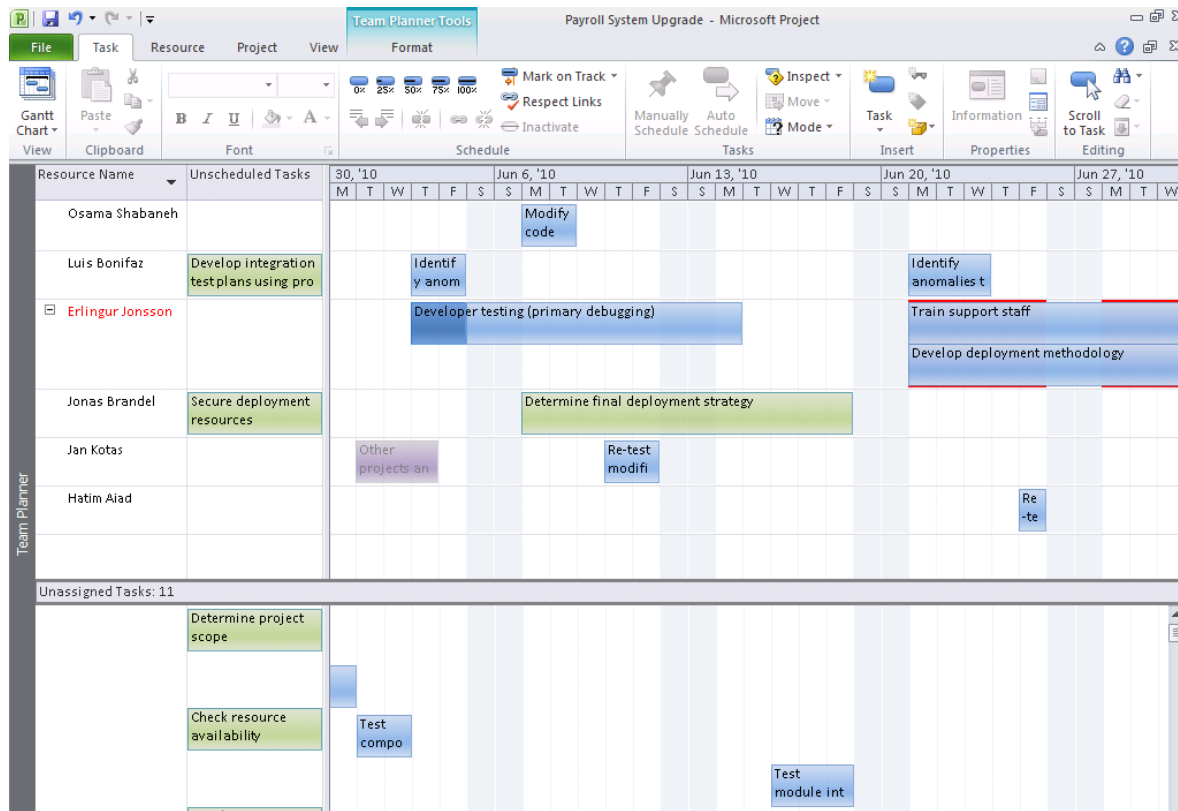 Team Planner Tools
Payroll System Upgrade - Microsoft Project
File Task Resource Project View Format
Gantt
Chart
Paste
B I U A
0% 25% 50% 75% 100%
Mark on Track
Respect Links
Inactivate
Manually
Schedule
Auto
Schedule
Inspect
Move
Mode
Task
Information
Scroll
to Task
View Clipboard Font Schedule Tasks Insert Properties Editing
Resource Name Unscheduled Tasks 30, '10 Jun 6, '10 Jun 13, '10 Jun 20, '10 Jun 27, '10
M T W T F S S M T W T F S S M T W T F S S M T W T F S S M T W
Osama Shabaneh
Modify
code
Luis Bonifaz
Develop integration
test plans using pro
Identif
y anom
Identify
anomalies t
Erlingur Jonsson
Developer testing (primary debugging)
Train support staff
Develop deployment methodology
Jonas Brandel
Secure deployment
resources
Determine final deployment strategy
Jan Kotas
Other
projects an
Re-test
modifi
Hatim Aiad
Re
-te
Team Planner
Unassigned Tasks: 11
Determine project
scope
Check resource
availability
Test
compo
Test
module int